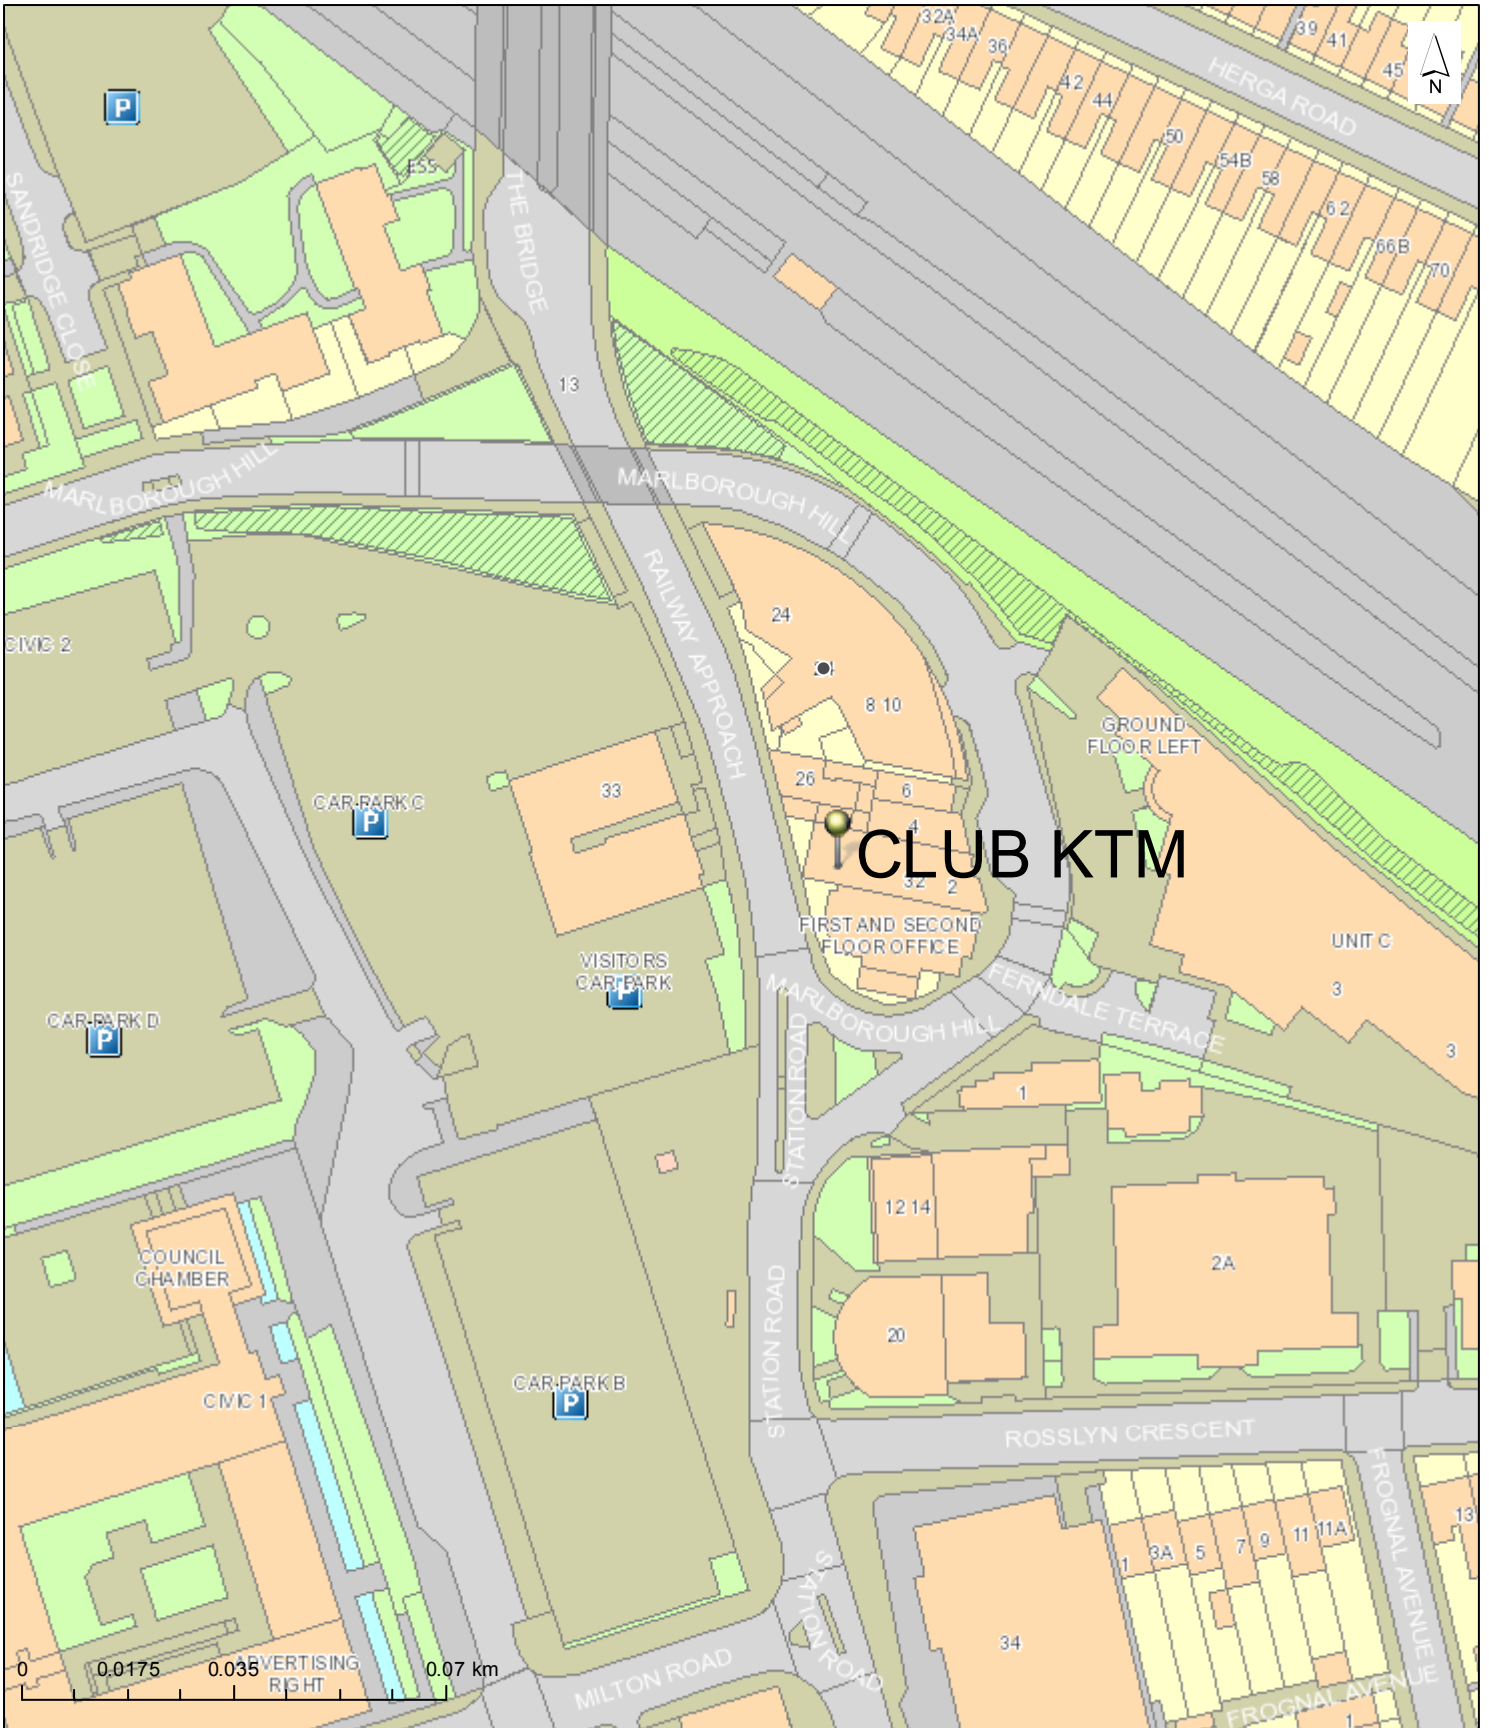 32A
34A
36
39
41
45
N
HERGA ROAD
42
44
50
54B
58
62
66B
70
P
ESS
SANDRIDGE CLOSE
THE BRIDGE
13
MARLBOROUGH HILL
MARLBOROUGH HILL
RAILWAY APPROACH
24
CIVIC 2
8 10
GROUND
FLOOR LEFT
26
6
33
CAR PARK C
P
4
CLUB KTM
32
2
FIRST AND SECOND
FLOOR OFFICE
UNIT C
3
3
VISITORS
CAR PARK
P
CAR PARK D
P
MARLBOROUGH HILL
FERNDALE TERRACE
STATION ROAD
1
12 14
2A
COUNCIL
CHAMBER
STATION ROAD
20
CAR PARK B
P
CIVIC 1
ROSSLYN CRESCENT
FROGNAL AVENUE
1
3A
5
7
9
11
11A
13
STATION ROAD
34
MILTON ROAD
ADVERTISING
RIGHT
FROGNAL AVENUE
1
0
0.0175
0.035
0.07 km